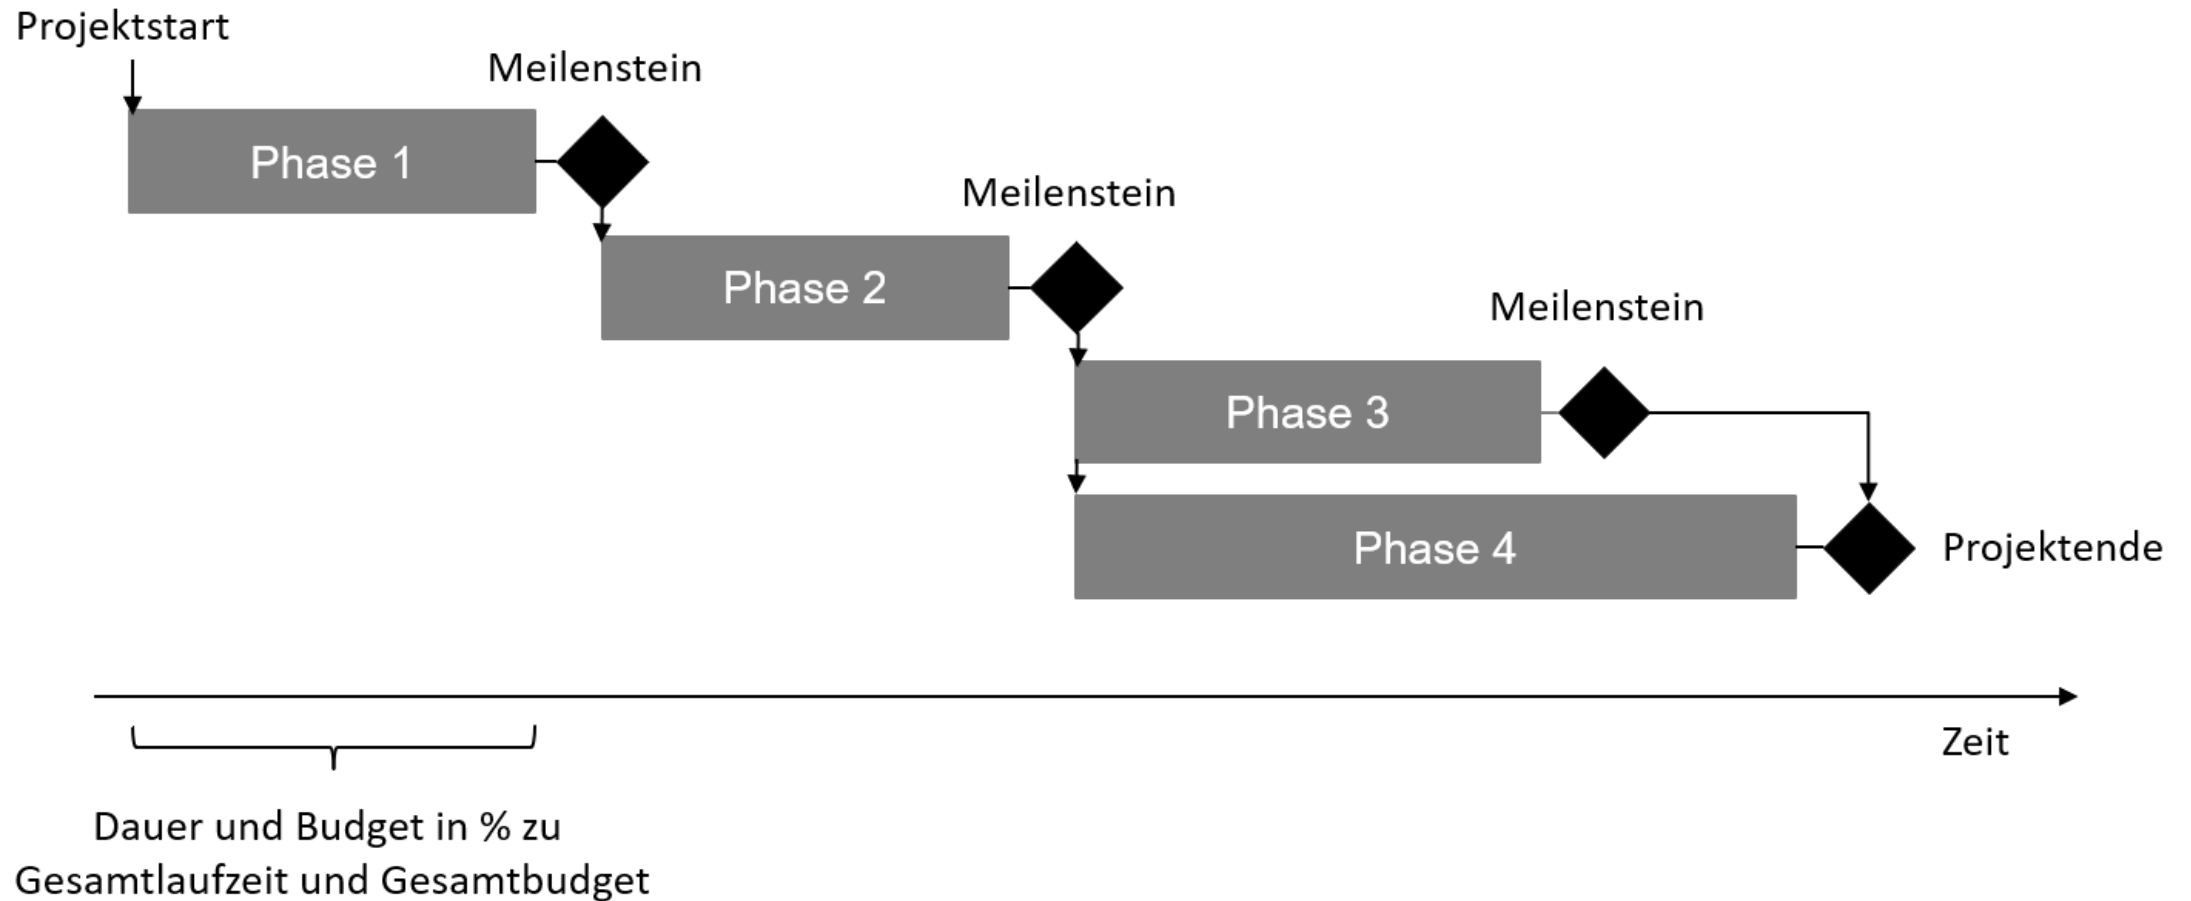 Projektstart
Meilenstein
Phase 1
Meilenstein
Phase 2
Meilenstein
Phase 3
Phase 4
Projektende
Zeit
Dauer und Budget in % zu
Gesamtlaufzeit und Gesamtbudget